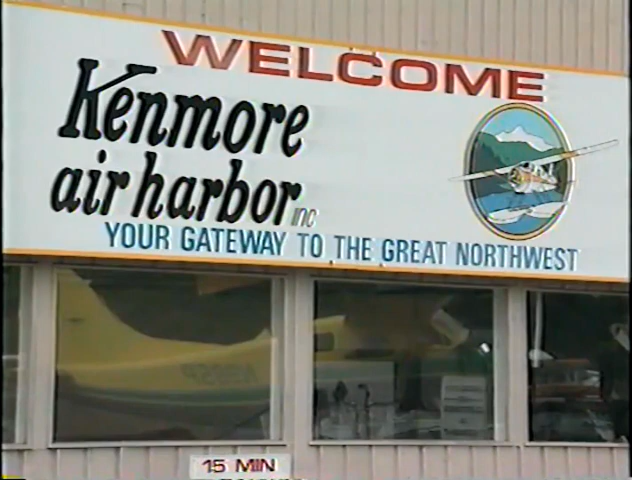 WELCOME
Kenmore
air harbor inc
YOUR GATEWAY TO THE GREAT NORTHWEST
15 MIN